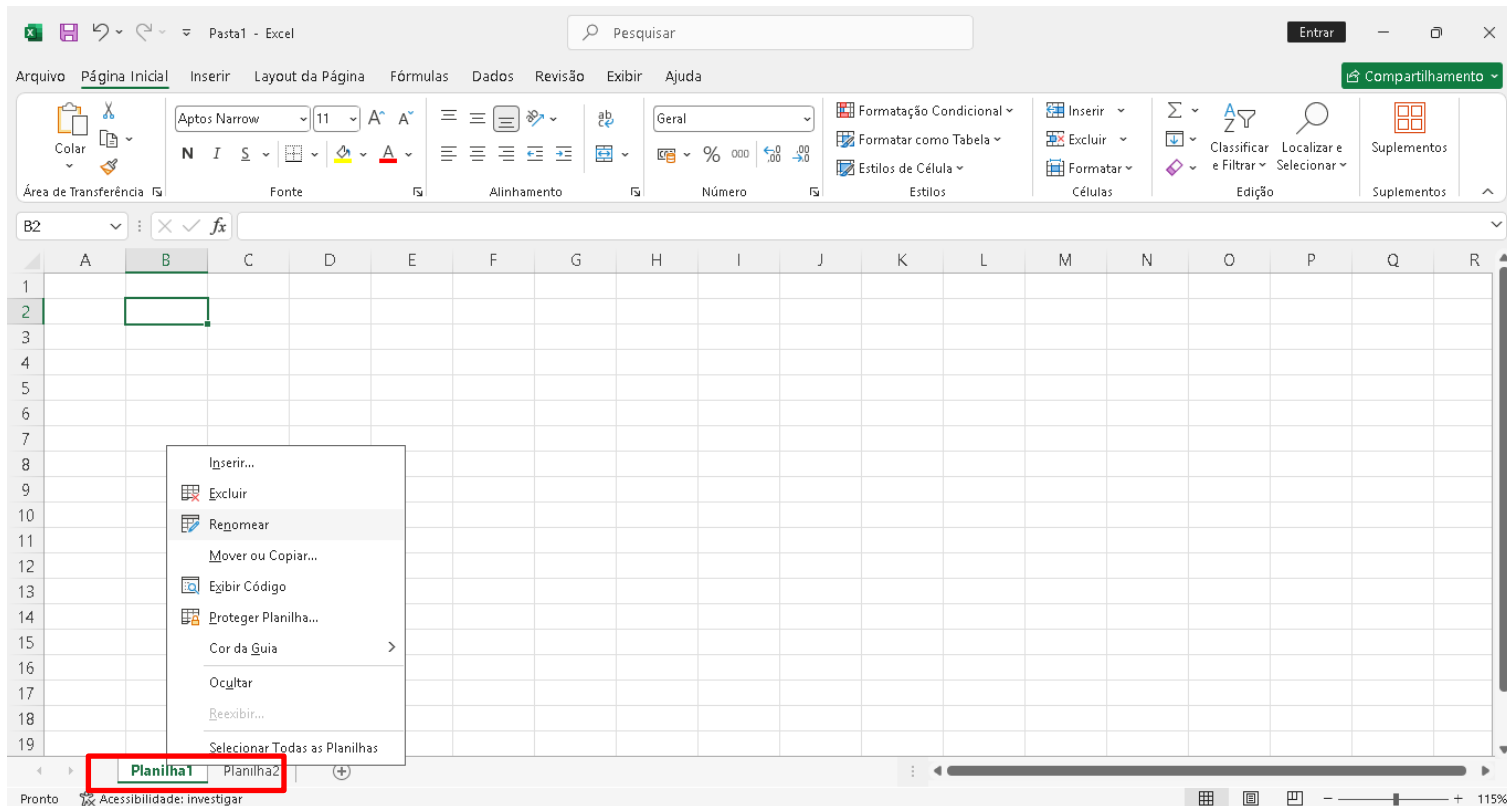 Pasta1 - Excel
Pesquisar
Entrar
Arquivo Página Inicial Inserir Layout da Página Fórmulas Dados Revisão Exibir Ajuda
Compartilhamento
Colar
Área de Transferência
Aptos Narrow 11
N I S
Fonte
Alinhamento
Geral
% 000
Número
Formatação Condicional
Formatar como Tabela
Estilos de Célula
Estilos
Inserir
Excluir
Formatar
Células
Classificar e Filtrar
Localizar e Selecionar
Edição
Suplementos
Suplementos
B2
fx
A B C D E F G H I J K L M N O P Q R
1
2
3
4
5
6
7
8
9
10
11
12
13
14
15
16
17
18
19
Inserir...
Excluir
Renomear
Mover ou Copiar...
Exibir Código
Proteger Planilha...
Cor da Guia
Ocultar
Reexibir...
Selecionar Todas as Planilhas
Planilha1 Planilha2
Pronto Acessibilidade: investigar
115%